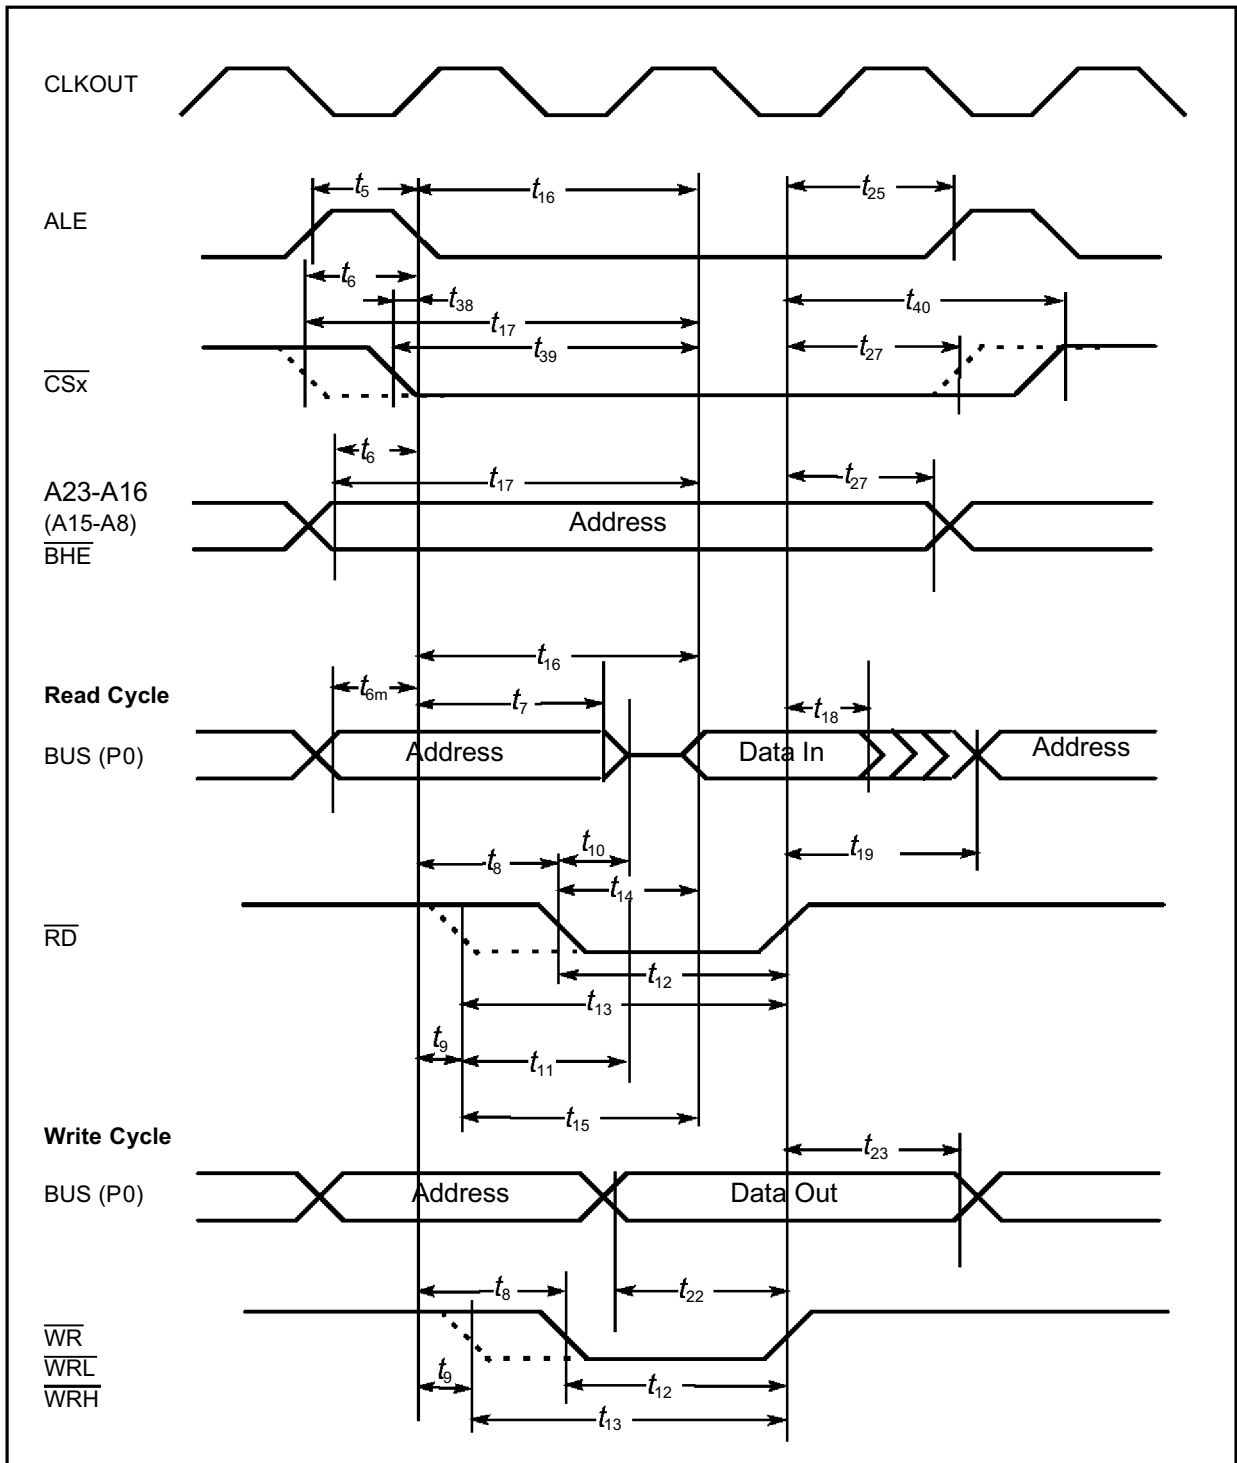 CLKOUT
t5
t16
t25
ALE
t6
t38
t40
t17
t39
t27
CSx
t6
t17
t27
A23-A16
(A15-A8)
Address
BHE
t16
Read Cycle
t6m
t7
t18
BUS (P0)
Address
Data In
Address
t10
t8
t19
t14
RD
t12
t13
t9
t11
t15
Write Cycle
t23
BUS (P0)
Address
Data Out
t8
t22
WR
WRL
t9
t12
WRH
t13